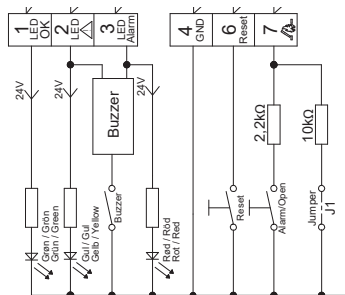 1 LED OK
2 LED
3 LED Alarm
4 GND
6 Reset
7
24V
24V
24V
Buzzer
2,2kΩ
10kΩ
Grøn / Grön
Grün / Green
Gul / Gul
Gelb / Yellow
Buzzer
Rød / Röd
Rot / Red
Reset
Alarm/Open
Jumper
J1